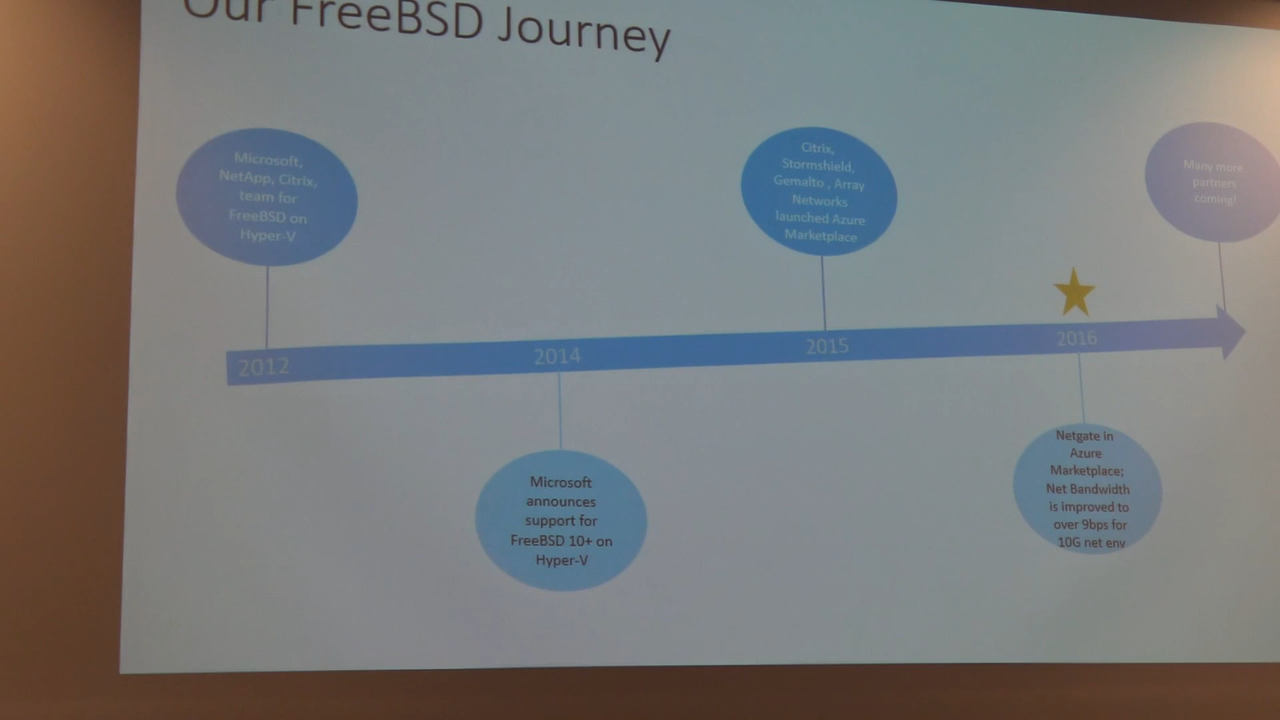 Our FreeBSD Journey
Microsoft,
NetApp, Citrix,
team for
FreeBSD on
Hyper-V
Citrix,
Stormshield,
Gemalto , Array
Networks
launched Azure
Marketplace
Many more
partners
coming!
2012
2014
2015
2016
Microsoft
announces
support for
FreeBSD 10+ on
Hyper-V
Netgate in
Azure
Marketplace;
Net Bandwidth
is improved to
over 9bps for
10G net env